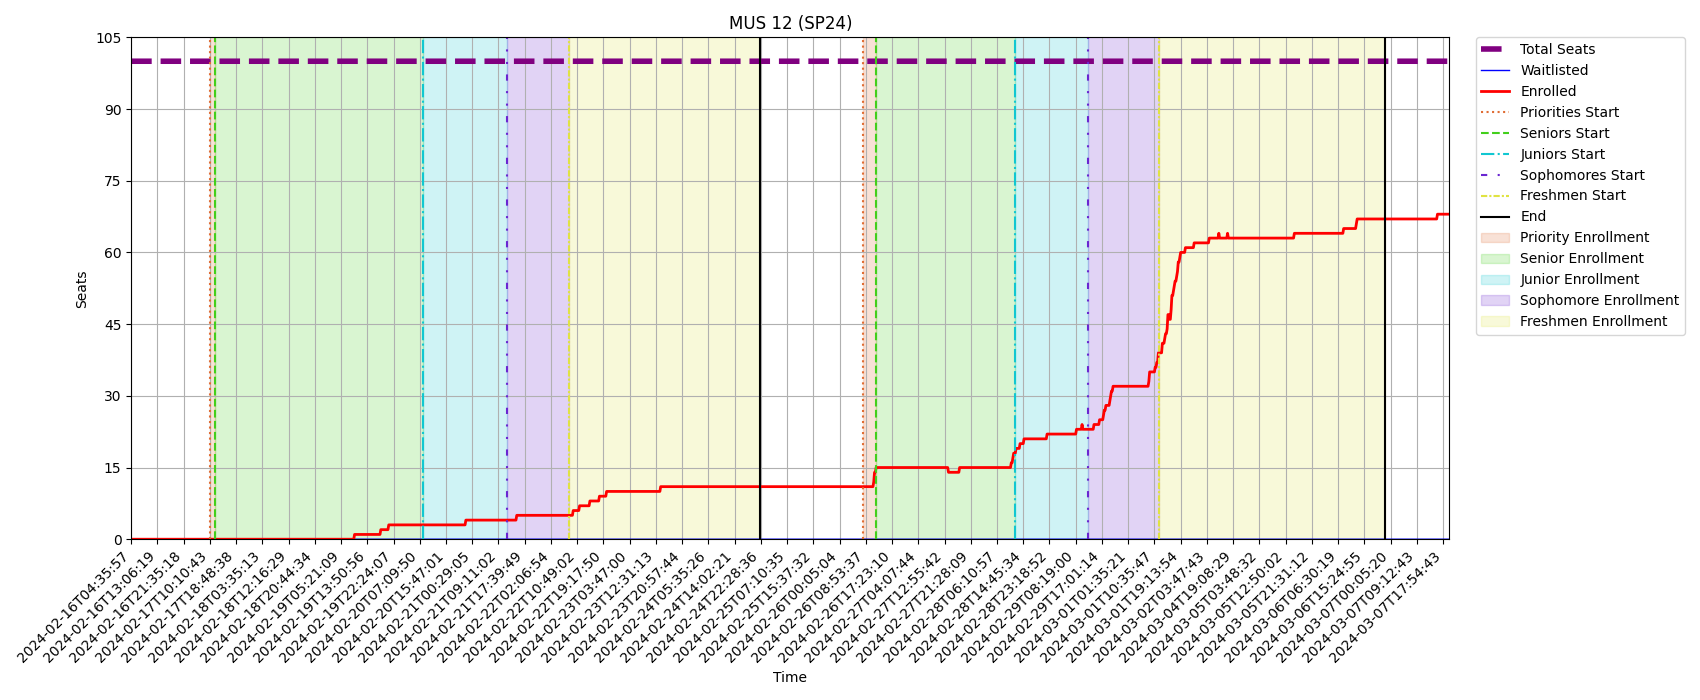 MUS 12 (SP24)
105
90
75
60
45
30
15
0
Seats
2024-02-16T04:35:57
2024-02-16T13:06:19
2024-02-16T21:35:18
2024-02-17T10:10:43
2024-02-17T18:48:38
2024-02-18T03:35:13
2024-02-18T12:16:29
2024-02-18T20:44:34
2024-02-19T05:21:09
2024-02-19T13:50:56
2024-02-19T22:24:07
2024-02-20T07:09:50
2024-02-20T15:47:01
2024-02-21T00:29:05
2024-02-21T09:11:02
2024-02-21T17:39:49
2024-02-22T02:06:54
2024-02-22T10:49:02
2024-02-22T19:17:50
2024-02-23T03:47:00
2024-02-23T12:31:13
2024-02-23T20:57:44
2024-02-24T05:35:26
2024-02-24T14:02:21
2024-02-24T22:28:36
2024-02-25T07:10:35
2024-02-25T15:37:32
2024-02-26T00:05:04
2024-02-26T08:53:37
2024-02-26T17:23:10
2024-02-27T04:07:44
2024-02-27T12:55:42
2024-02-27T21:28:09
2024-02-28T06:10:57
2024-02-28T14:45:34
2024-02-28T23:18:52
2024-02-29T08:19:00
2024-02-29T17:01:14
2024-03-01T01:35:21
2024-03-01T10:35:47
2024-03-01T19:13:54
2024-03-02T03:47:43
2024-03-04T19:08:29
2024-03-05T03:48:32
2024-03-05T12:50:02
2024-03-05T21:31:12
2024-03-06T06:30:19
2024-03-06T15:24:55
2024-03-07T00:05:20
2024-03-07T09:12:43
2024-03-07T17:54:43
Time
Total Seats
Waitlisted
Enrolled
Priorities Start
Seniors Start
Juniors Start
Sophomores Start
Freshmen Start
End
Priority Enrollment
Senior Enrollment
Junior Enrollment
Sophomore Enrollment
Freshmen Enrollment